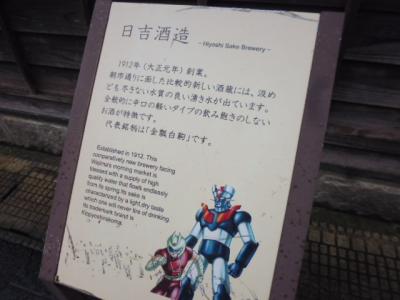 日吉酒造 ~ Hiyoshi Sake Brewery ~
1912年(大正元年)創業。
朝市通りに面した比較的新しい酒蔵には、汲め
ども尽きない水質の良い湧き水が出ています。
全般的に辛口の軽いタイプの飲み飽きのしない
お酒が特徴です。
代表銘柄は「金瓢白駒」です。
Established in 1912. This
comparatively new brewery facing
Wajima's morning market is
blessed with a supply of high
quality water that flows endlessly
from its spring.Its sake is
characterized by a light,dry taste
which one will never tire of drinking.
Its trademark brand is
Kinpyoshirakoma.